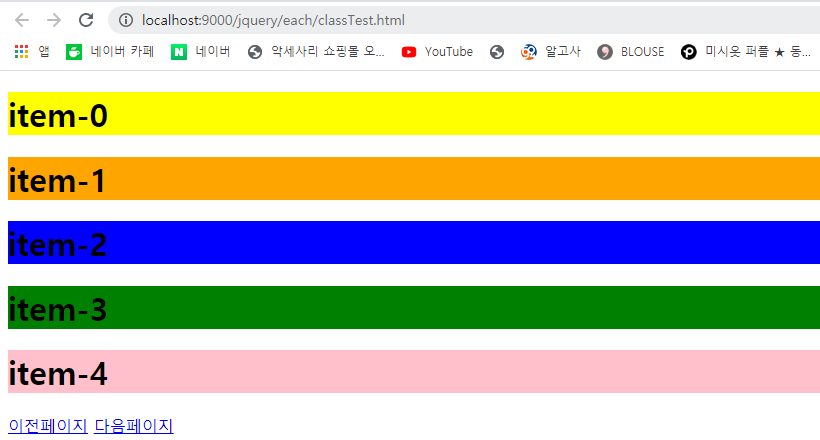 localhost:9000/jquery/each/classTest.html
앱 네이버 카페 네이버 악세사리 쇼핑몰 오... YouTube 알고사 BLOUSE 미시옷 퍼플 ★ 동...
item-0
item-1
item-2
item-3
item-4
이전페이지 다음페이지